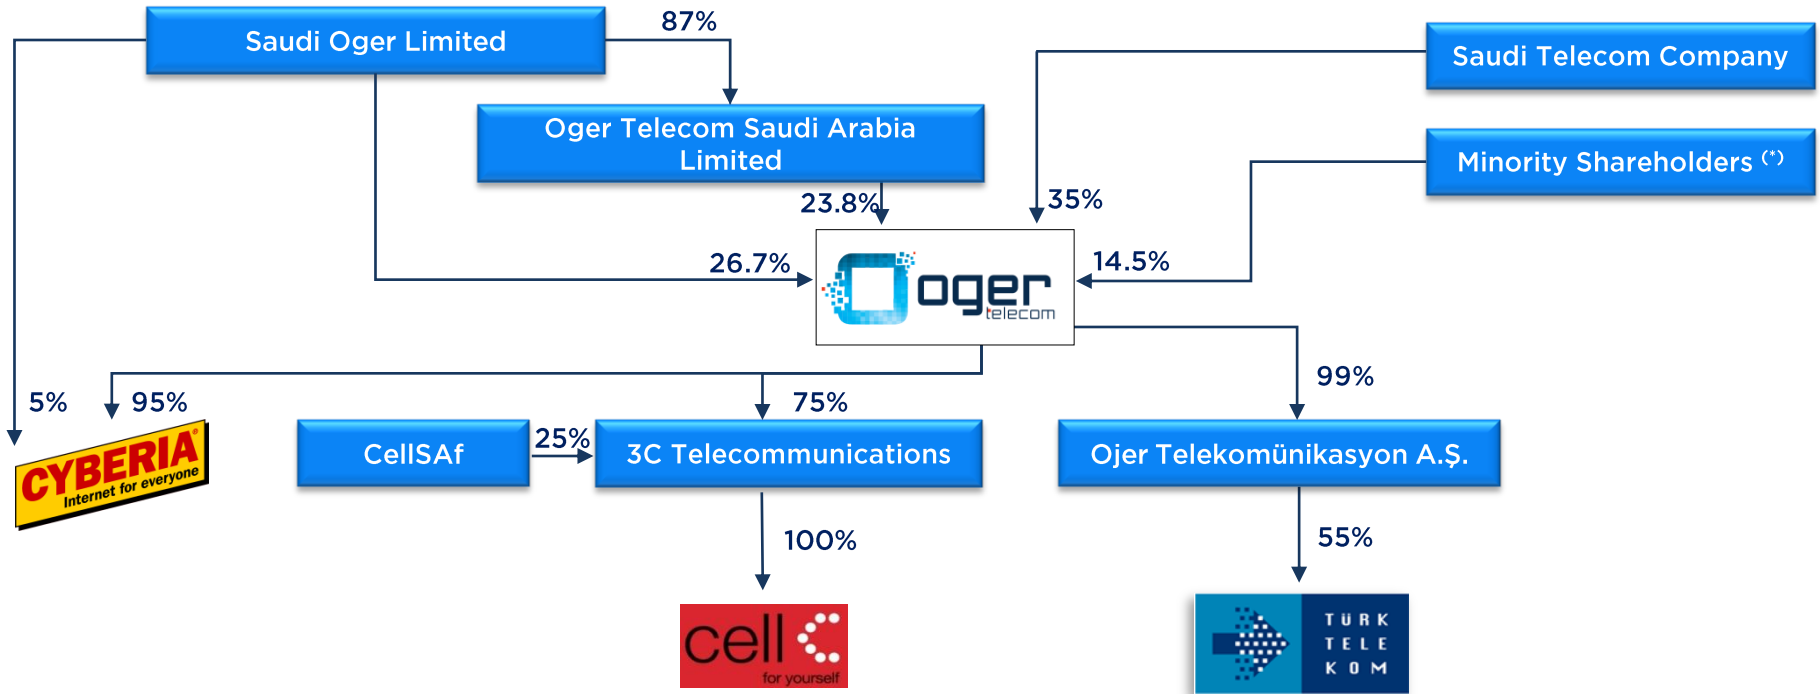 87%
Saudi Oger Limited
Saudi Telecom Company
Oger Telecom Saudi Arabia
Limited
Minority Shareholders (*)
23.8%
35%
26.7%
14.5%
oger
telecom
5%
95%
75%
99%
CYBERIA®
Internet for everyone
CellSAf
25%
3C Telecommunications
Ojer Telekomünikasyon A.Ş.
100%
55%
cell C
for yourself
TÜRK
TELE
KOM